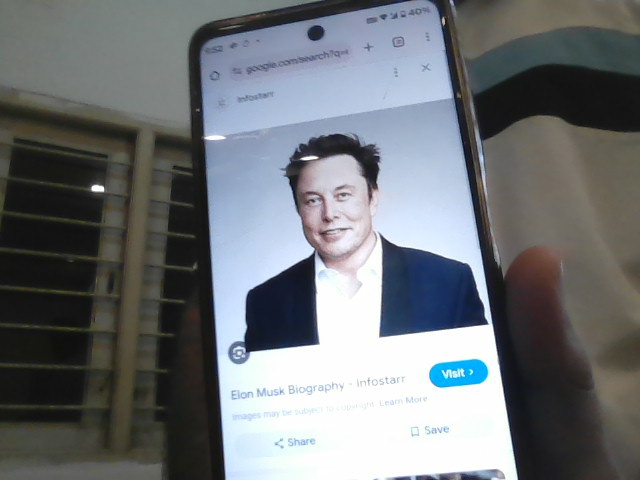 9:52
40%
google.com/search?q=e
Infostarr
Elon Musk Biography - Infostarr
Visit >
Images may be subject to copyright. Learn More
Share
Save